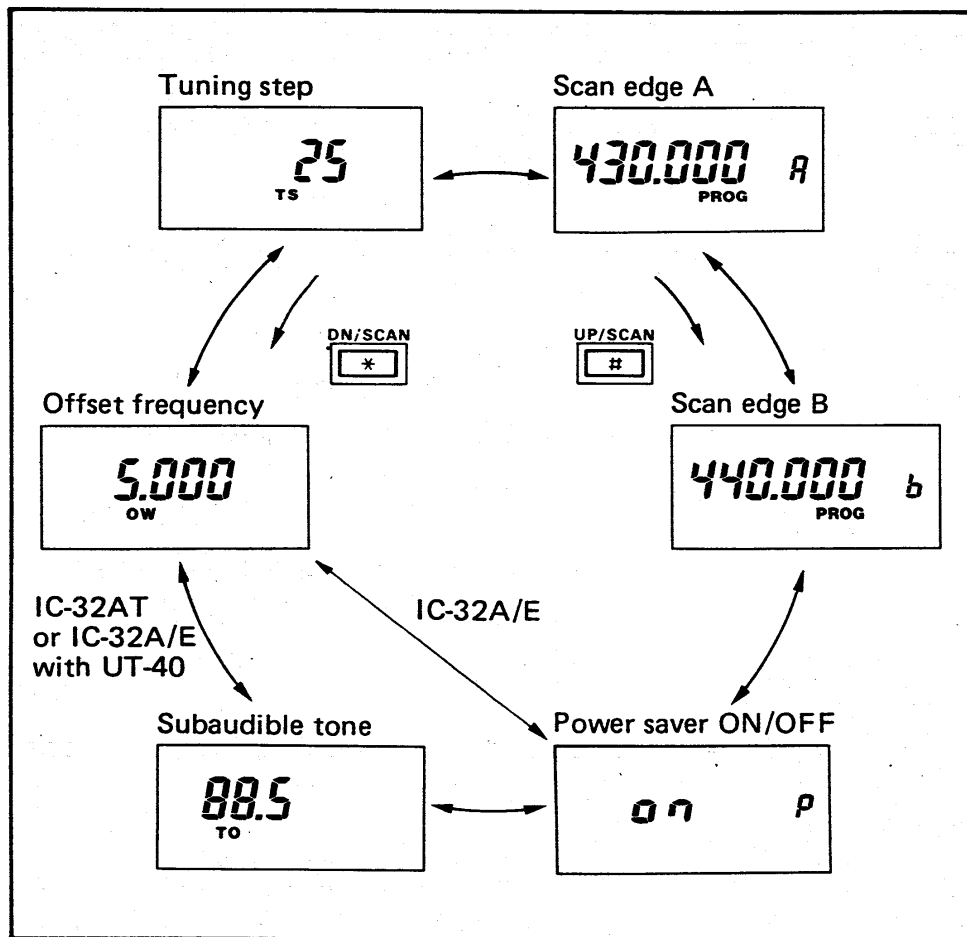 Tuning step
25
TS
Scan edge A
430.000 A
PROG
DN/SCAN
*
UP/SCAN
#
Offset frequency
5.000
OW
Scan edge B
440.000 b
PROG
IC-32AT
or IC-32A/E
with UT-40
IC-32A/E
Subaudible tone
88.5
TO
Power saver ON/OFF
on P